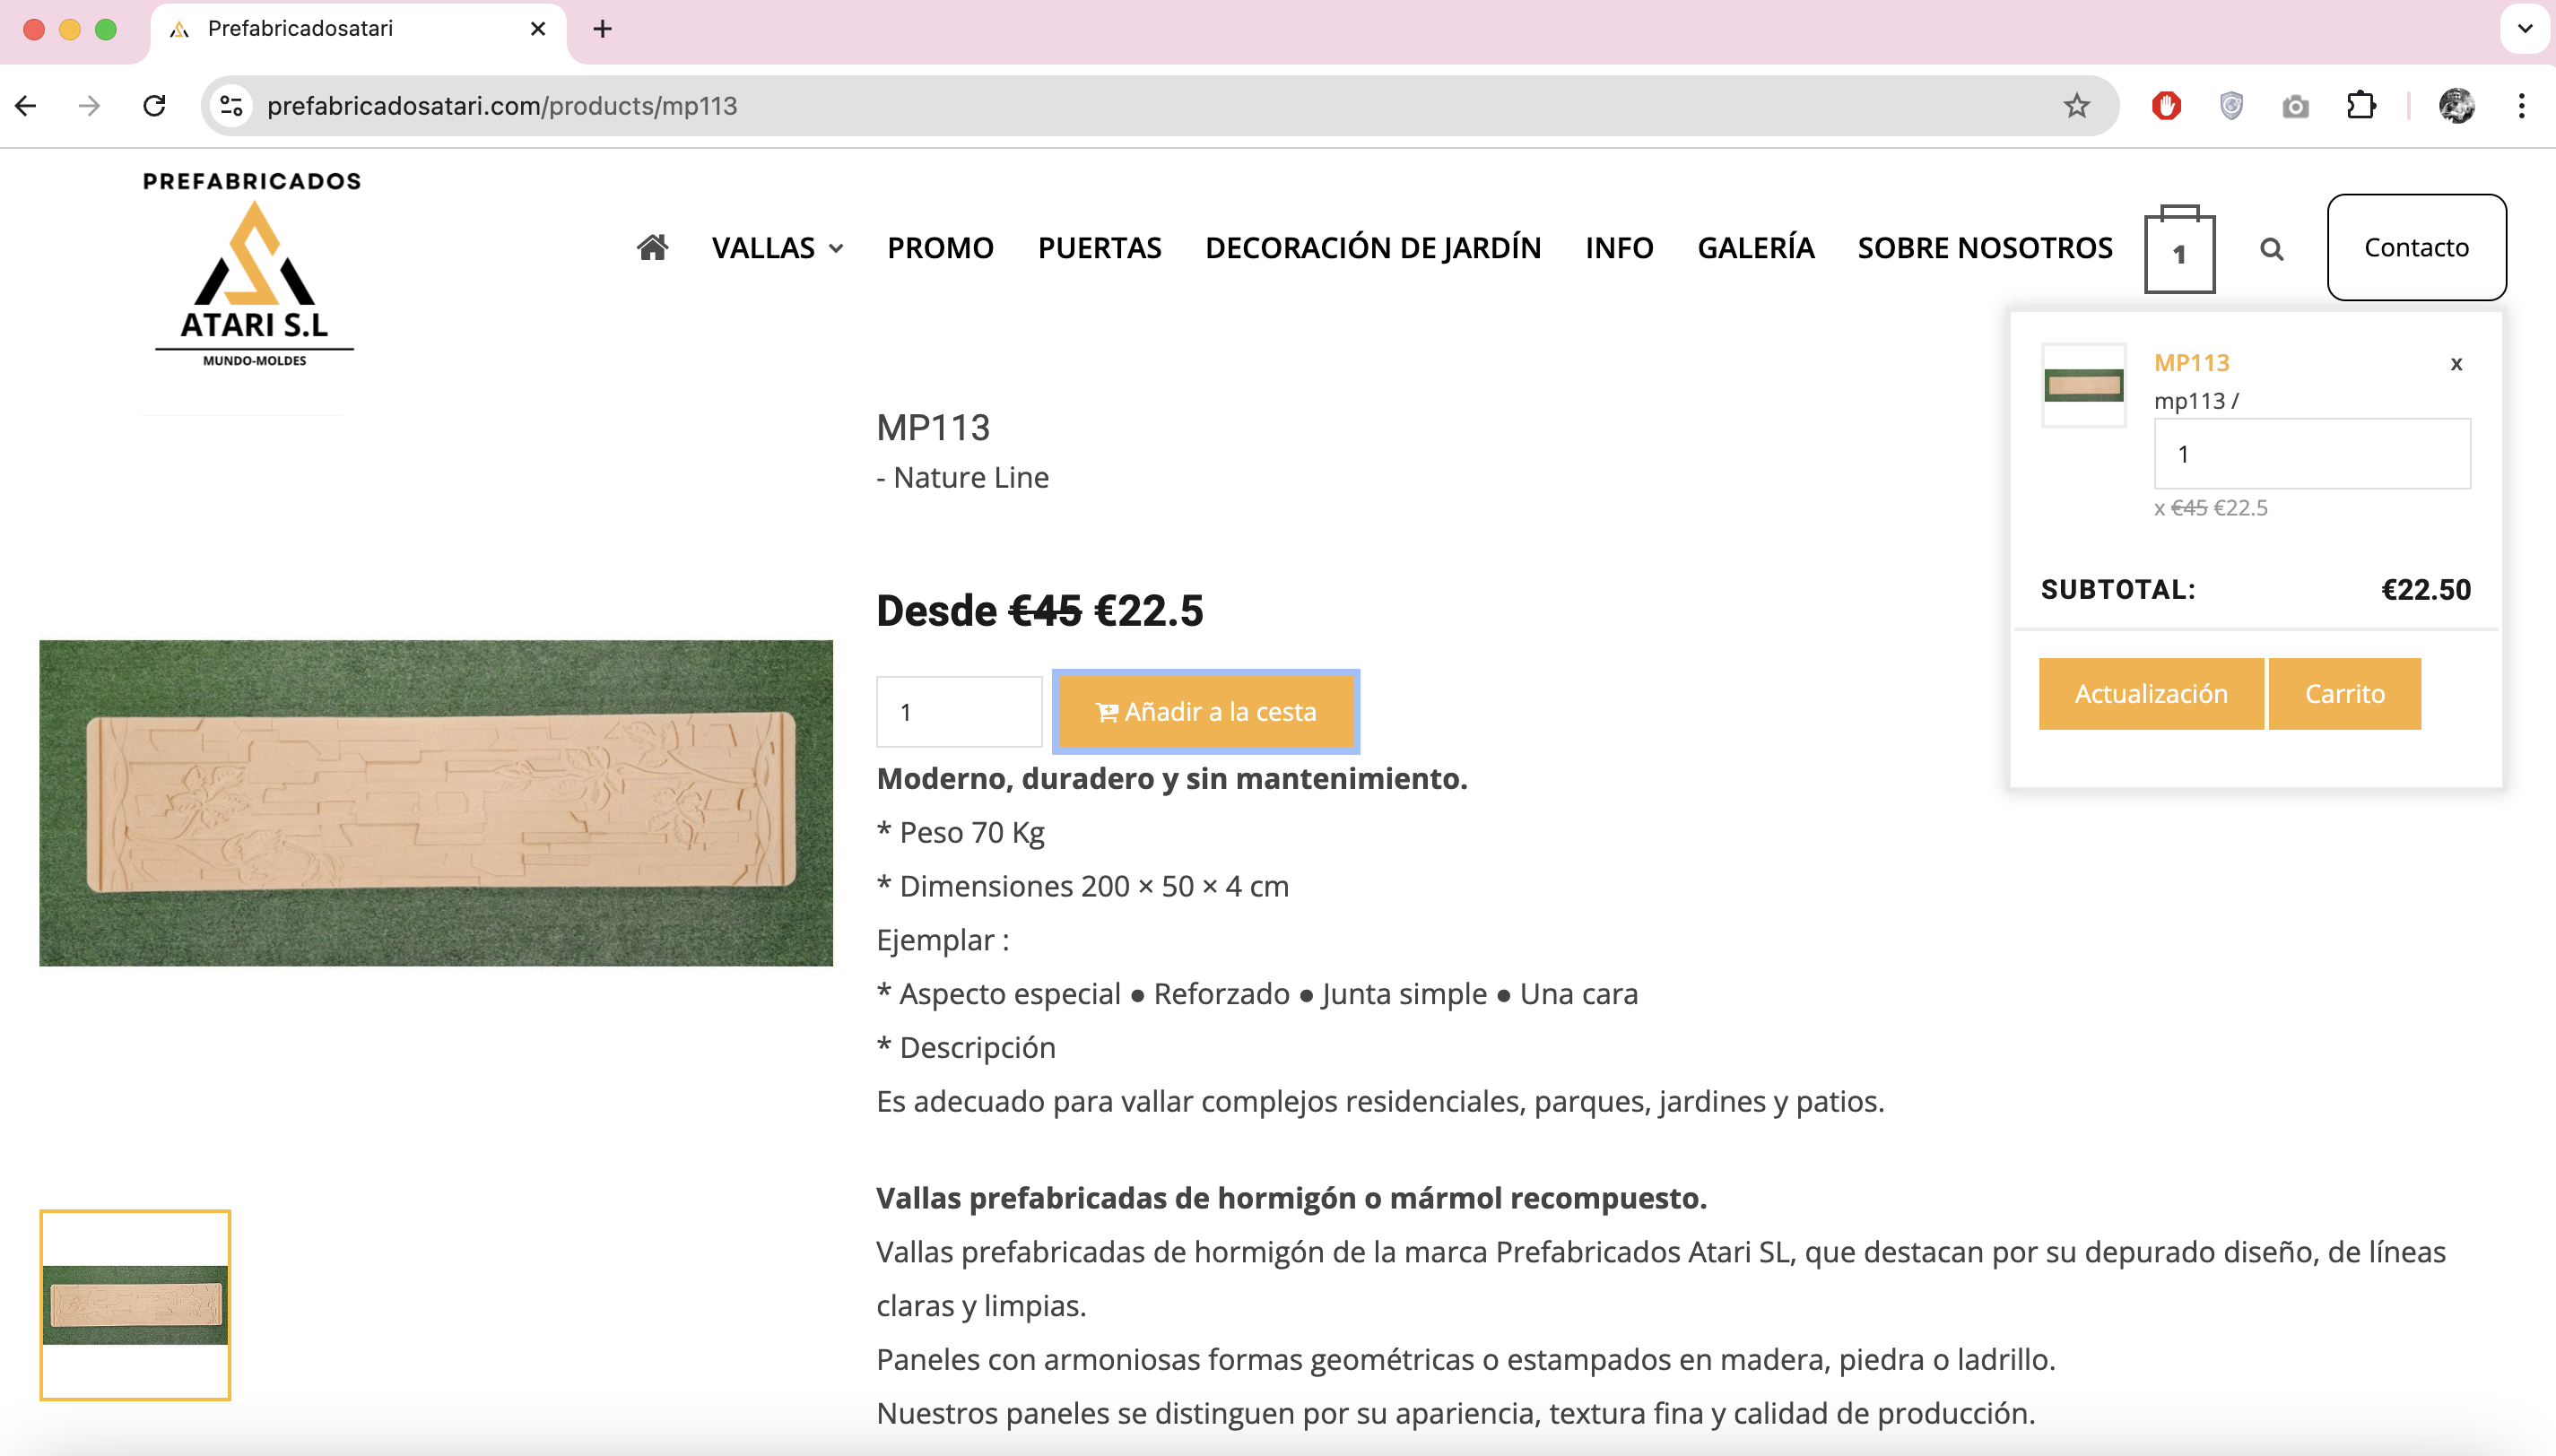 Prefabricadosatari
prefabricadosatari.com/products/mp113
PREFABRICADOS
ATARI S.L
MUNDO-MOLDES
VALLAS
PROMO
PUERTAS
DECORACIÓN DE JARDÍN
INFO
GALERÍA
SOBRE NOSOTROS
1
Contacto
MP113
x
mp113 /
1
x €45 €22.5
SUBTOTAL: €22.50
Actualización
Carrito
MP113
- Nature Line
Desde €45 €22.5
1
Añadir a la cesta
Moderno, duradero y sin mantenimiento.
* Peso 70 Kg
* Dimensiones 200 × 50 × 4 cm
Ejemplar :
* Aspecto especial ● Reforzado ● Junta simple ● Una cara
* Descripción
Es adecuado para vallar complejos residenciales, parques, jardines y patios.
Vallas prefabricadas de hormigón o mármol recompuesto.
Vallas prefabricadas de hormigón de la marca Prefabricados Atari SL, que destacan por su depurado diseño, de líneas
claras y limpias.
Paneles con armoniosas formas geométricas o estampados en madera, piedra o ladrillo.
Nuestros paneles se distinguen por su apariencia, textura fina y calidad de producción.